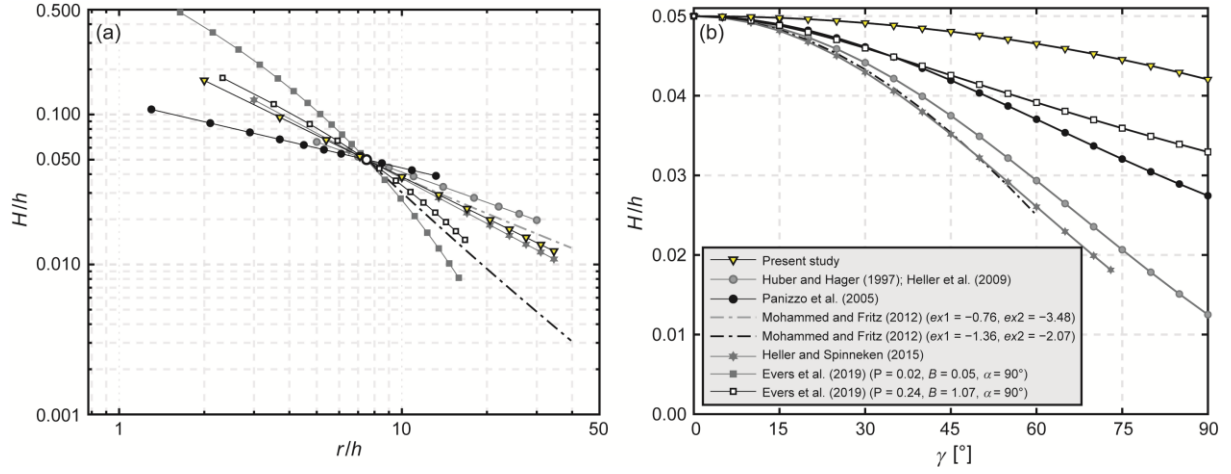 (a)
0.500
0.100
0.050
0.010
0.001
H/h
1
10
50
r/h
(b)
0.05
0.04
0.03
0.02
0.01
0.00
H/h
0
15
30
45
60
75
90
γ [°]
Present study
Huber and Hager (1997); Heller et al. (2009)
Panizzo et al. (2005)
Mohammed and Fritz (2012) (ex1 = −0.76, ex2 = −3.48)
Mohammed and Fritz (2012) (ex1 = −1.36, ex2 = −2.07)
Heller and Spinneken (2015)
Evers et al. (2019) (P = 0.02, B = 0.05, α = 90°)
Evers et al. (2019) (P = 0.24, B = 1.07, α = 90°)